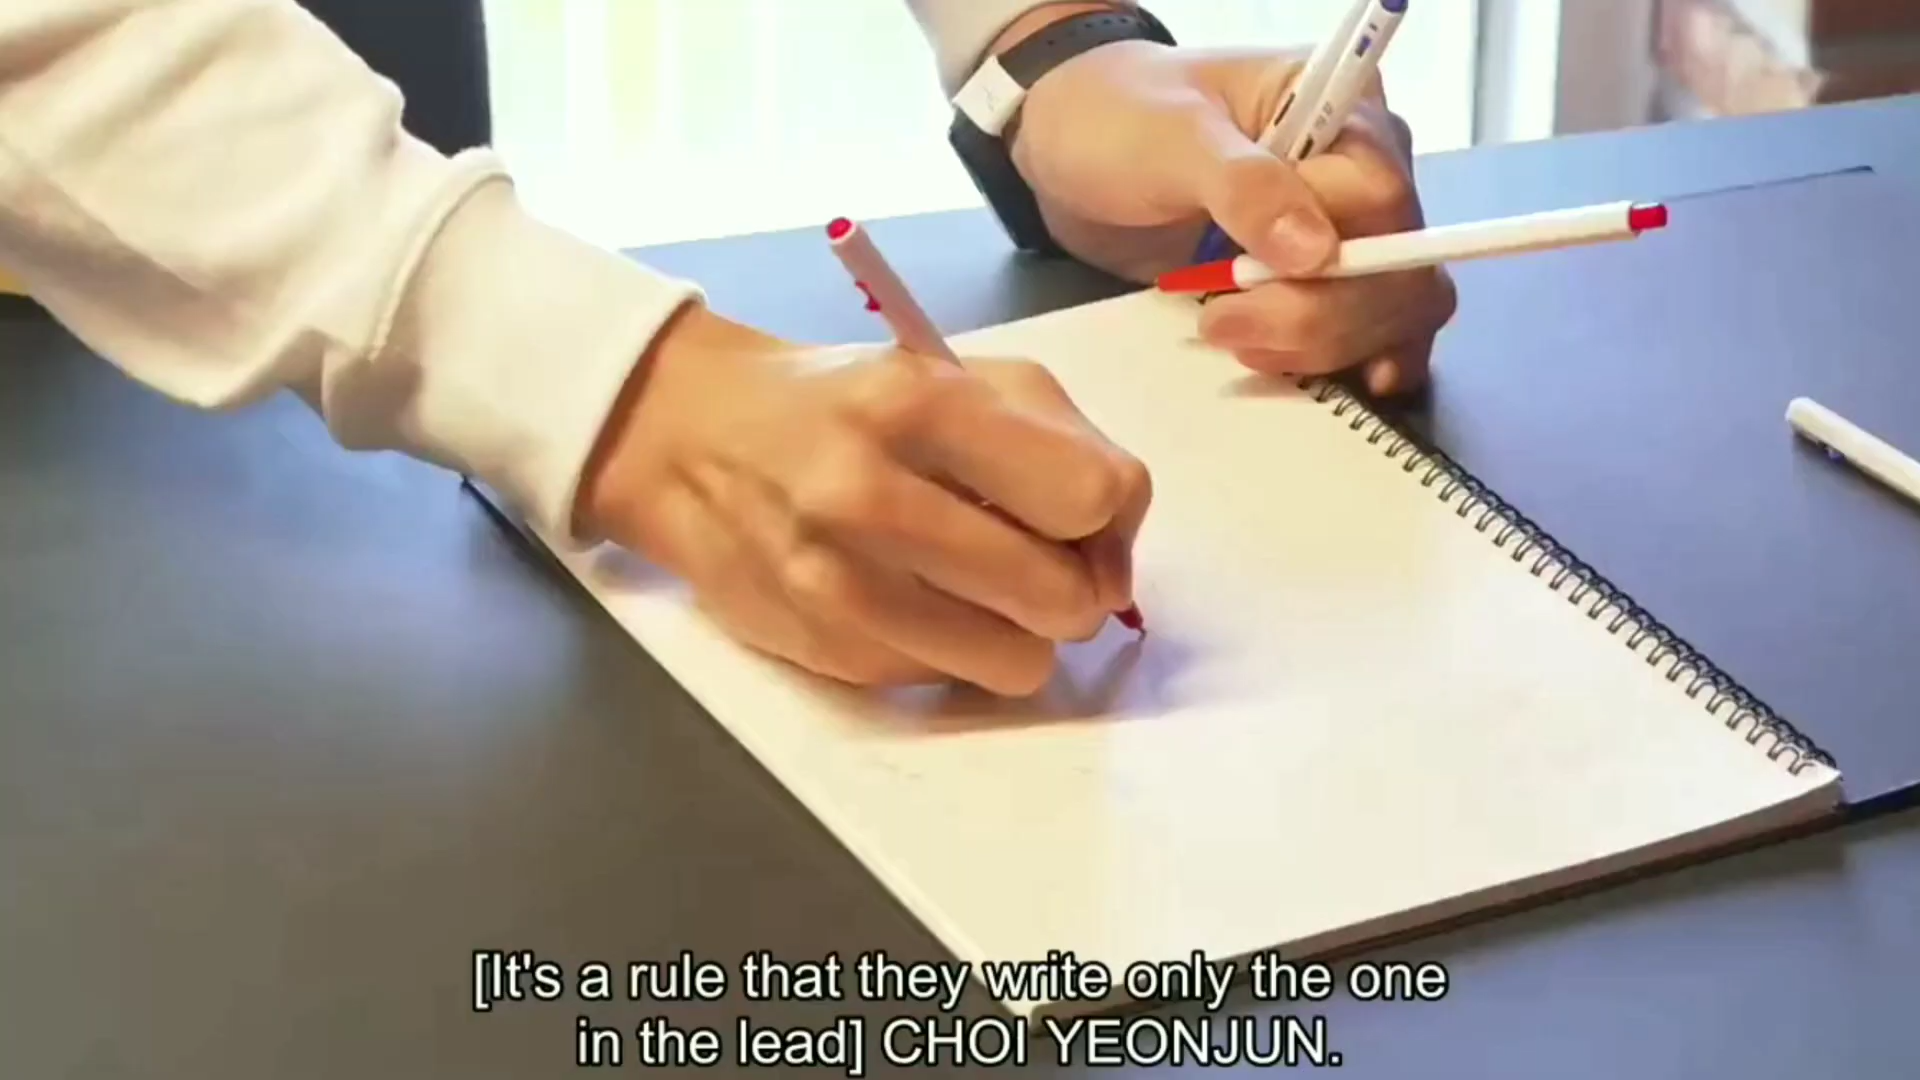 [It's a rule that they write only the one
in the lead] CHOI YEONJUN.